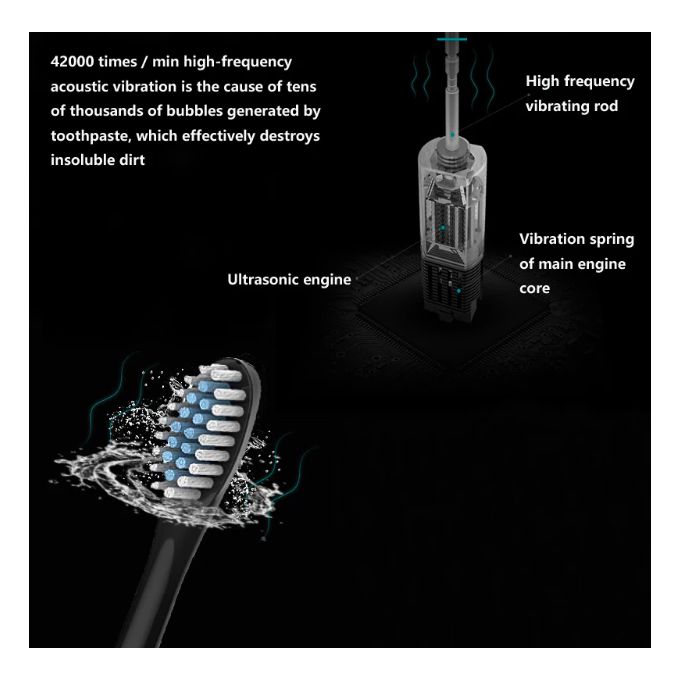 42000 times / min high-frequency
acoustic vibration is the cause of tens
of thousands of bubbles generated by
toothpaste, which effectively destroys
insoluble dirt
High frequency
vibrating rod
Vibration spring
of main engine
core
Ultrasonic engine